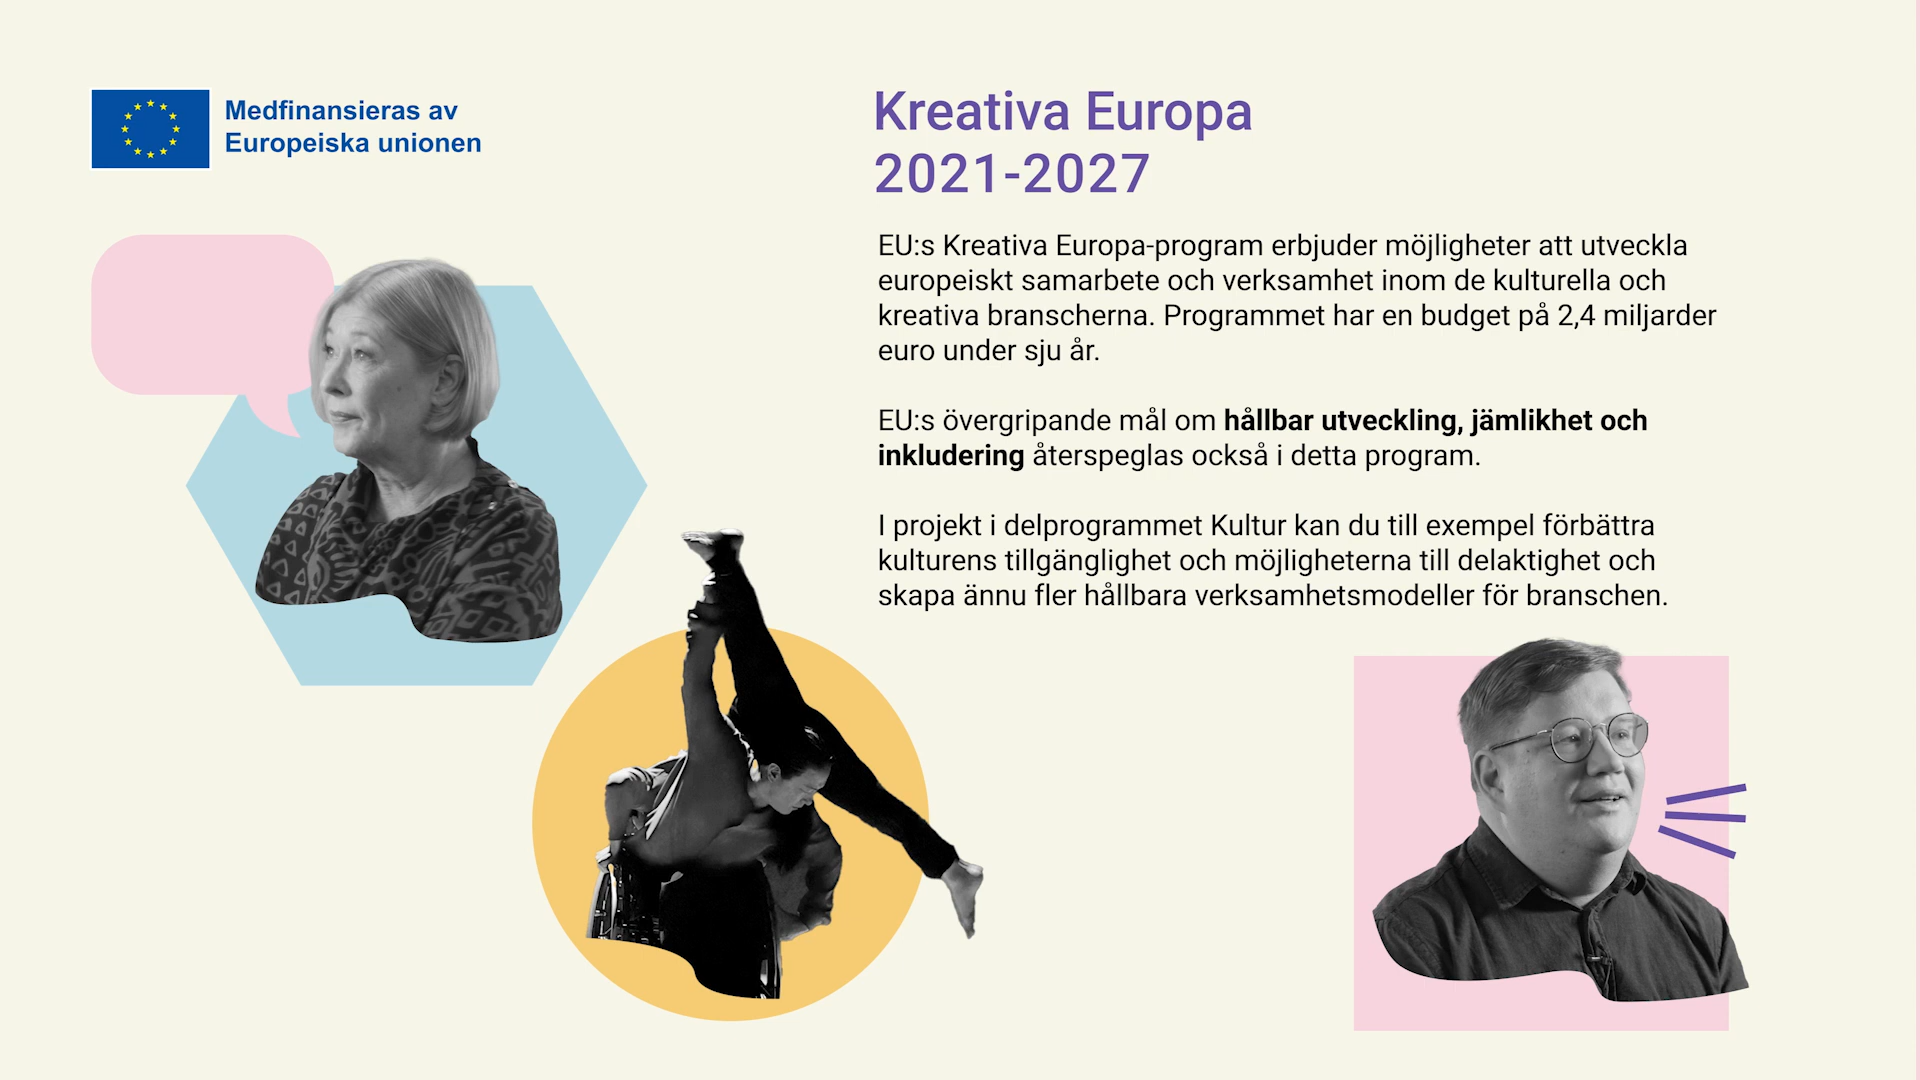 Medfinansieras av
Europeiska unionen
Kreativa Europa
2021-2027
EU:s Kreativa Europa-program erbjuder möjligheter att utveckla
europeiskt samarbete och verksamhet inom de kulturella och
kreativa branscherna. Programmet har en budget på 2,4 miljarder
euro under sju år.
EU:s övergripande mål om hållbar utveckling, jämlikhet och
inkludering återspeglas också i detta program.
I projekt i delprogrammet Kultur kan du till exempel förbättra
kulturens tillgänglighet och möjligheterna till delaktighet och
skapa ännu fler hållbara verksamhetsmodeller för branschen.